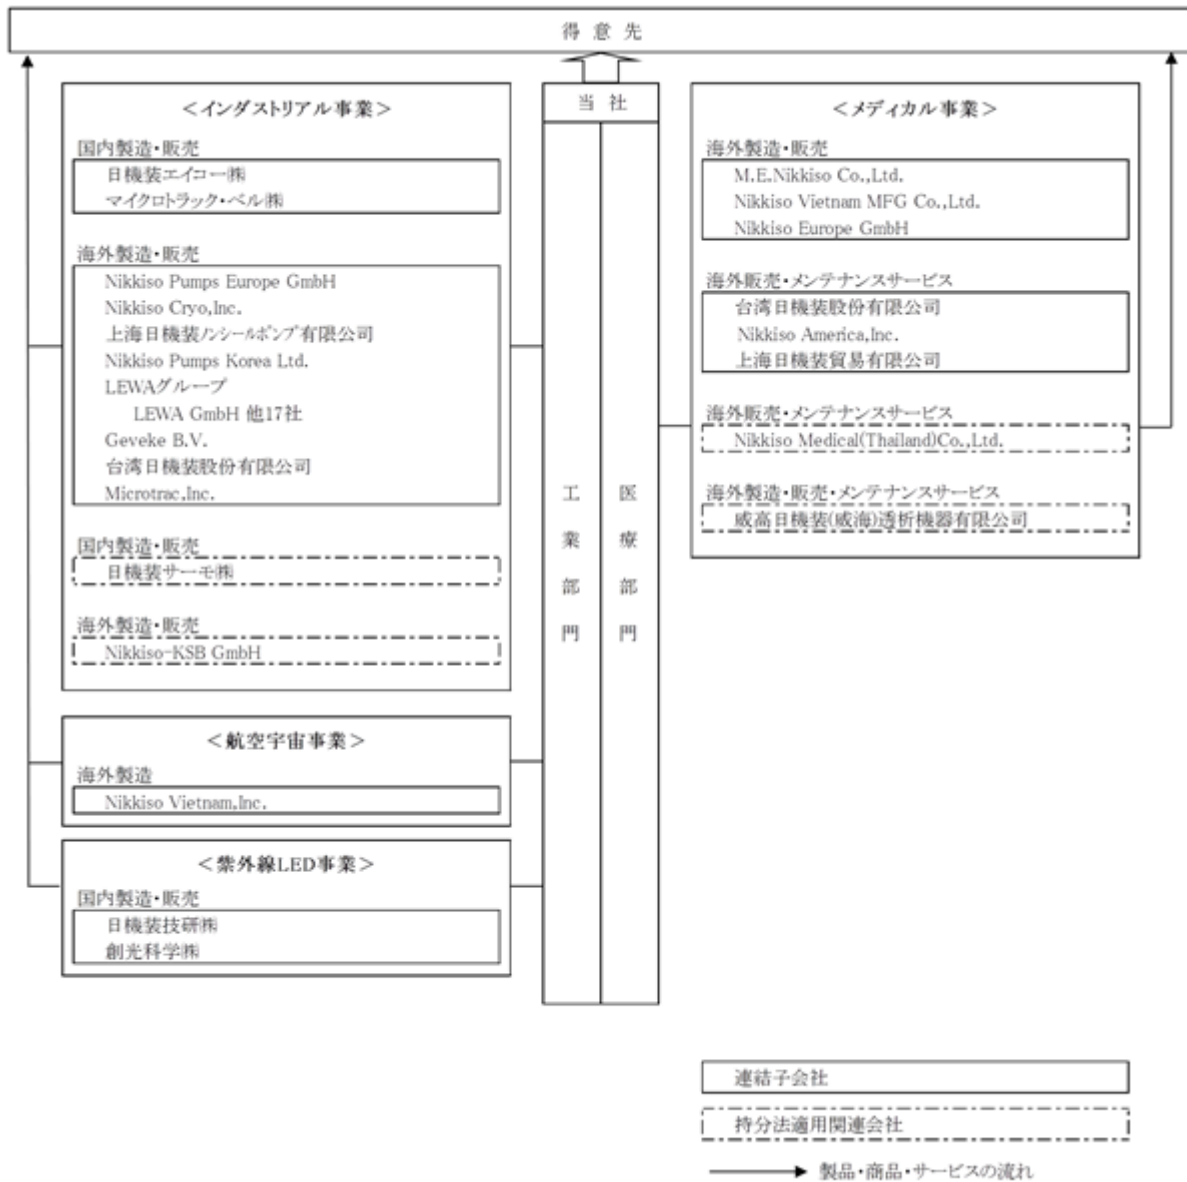 得 意 先
＜インダストリアル事業＞
国内製造・販売
日機装エイコー㈱
マイクロトラック・ベル㈱
海外製造・販売
Nikkiso Pumps Europe GmbH
Nikkiso Cryo,Inc.
上海日機装ノンシールポンプ有限公司
Nikkiso Pumps Korea Ltd.
LEWAグループ
LEWA GmbH 他17社
Geveke B.V.
台湾日機装股份有限公司
Microtrac,Inc.
国内製造・販売
日機装サーモ㈱
海外製造・販売
Nikkiso-KSB GmbH
＜航空宇宙事業＞
海外製造
Nikkiso Vietnam,Inc.
＜紫外線LED事業＞
国内製造・販売
日機装技研㈱
創光科学㈱
当 社
工業部門
医療部門
＜メディカル事業＞
海外製造・販売
M.E.Nikkiso Co.,Ltd.
Nikkiso Vietnam MFG Co.,Ltd.
Nikkiso Europe GmbH
海外販売・メンテナンスサービス
台湾日機装股份有限公司
Nikkiso America,Inc.
上海日機装貿易有限公司
海外販売・メンテナンスサービス
Nikkiso Medical(Thailand)Co.,Ltd.
海外製造・販売・メンテナンスサービス
威高日機装(威海)透析機器有限公司
連結子会社
持分法適用関連会社
製品・商品・サービスの流れ